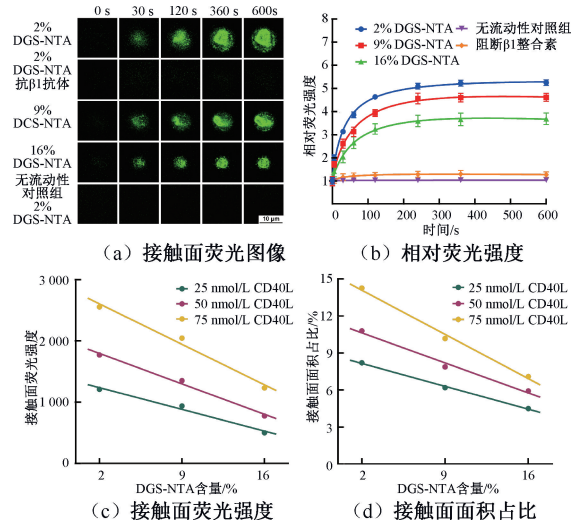 0 s 30 s 120 s 360 s 600s
2%
DGS-NTA
2%
DGS-NTA
抗β1抗体
9%
DCS-NTA
16%
DGS-NTA
无流动性
对照组
2%
DGS-NTA
10 μm
（a）接触面荧光图像
2% DGS-NTA
9% DGS-NTA
16% DGS-NTA
无流动性对照组
阻断β1整合素
相对荧光强度
8
7
6
5
4
3
2
1
0 120 240 360 480 600
时间/s
（b）相对荧光强度
25 nmol/L CD40L
50 nmol/L CD40L
75 nmol/L CD40L
接触面荧光强度
3 000
2 000
1 000
0
2 9 16
DGS-NTA含量/%
（c）接触面荧光强度
25 nmol/L CD40L
50 nmol/L CD40L
75 nmol/L CD40L
接触面面积占比/%
15
12
9
6
3
0
2 9 16
DGS-NTA含量/%
（d）接触面面积占比